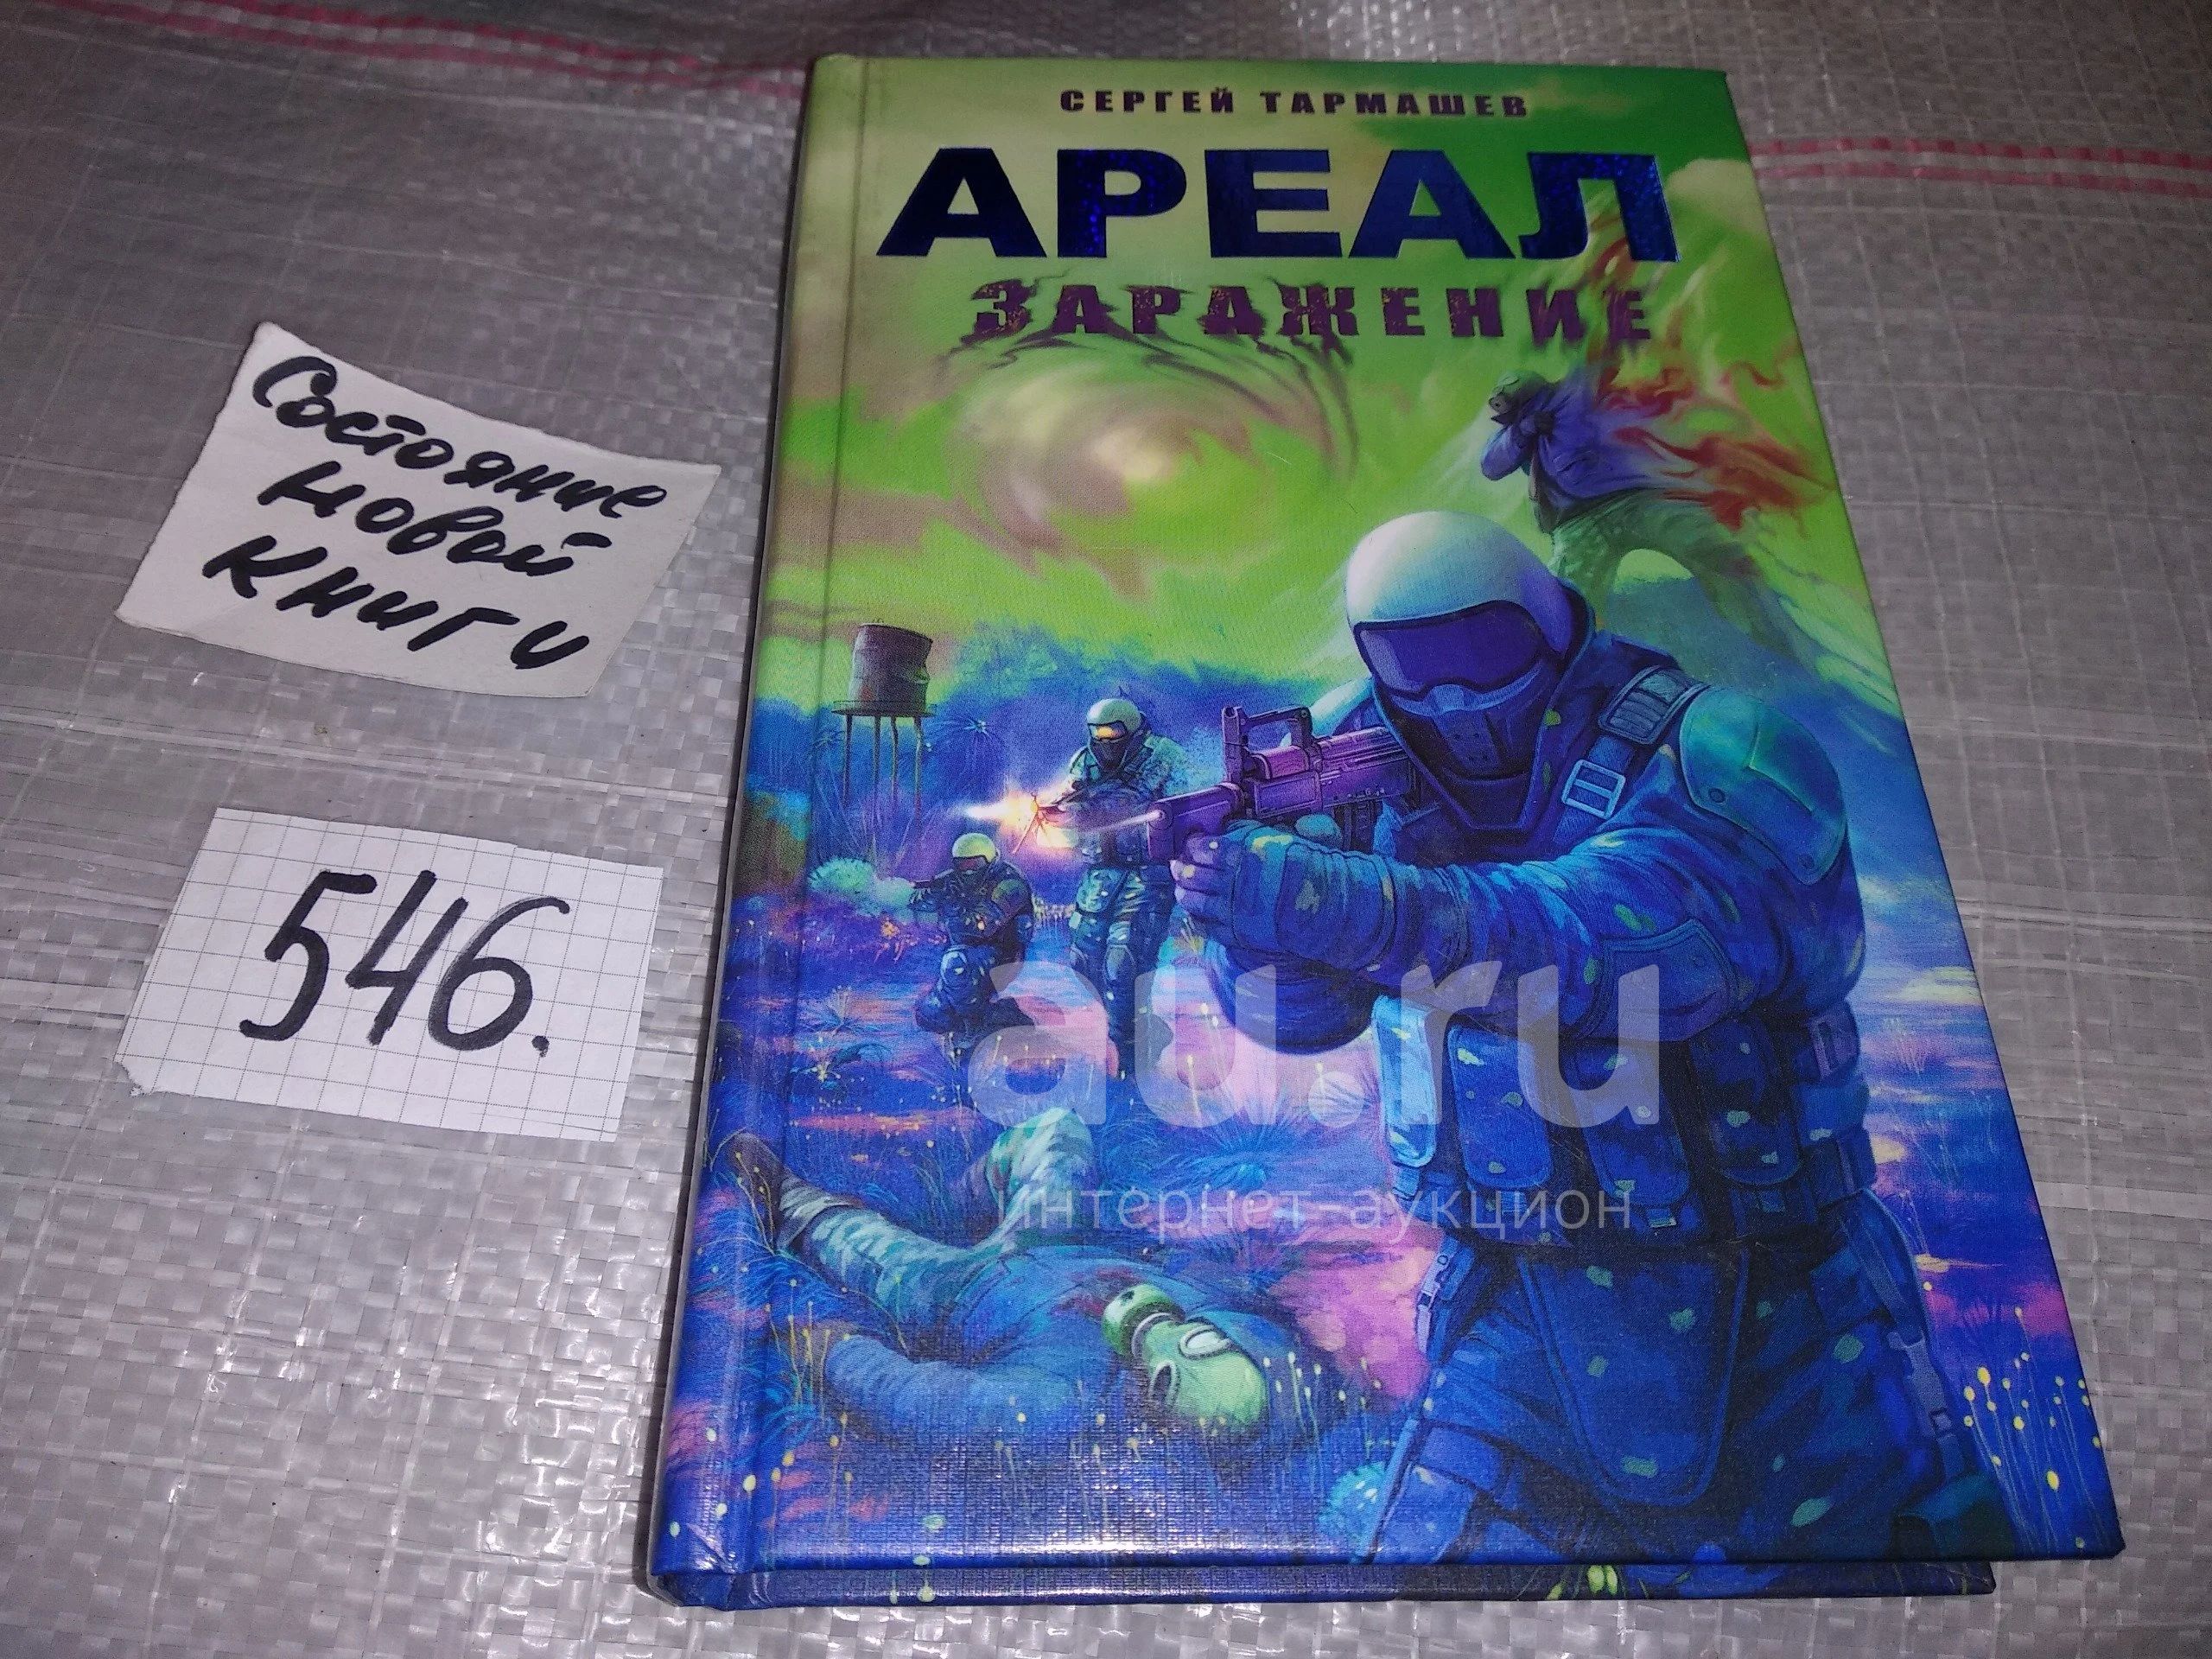 СЕРГЕЙ ТАРМАШЕВ
АРЕАЛ
ЗАРАЖЕНИЕ
Состояние
новой
книги
546.
au.ru
интернет-аукцион